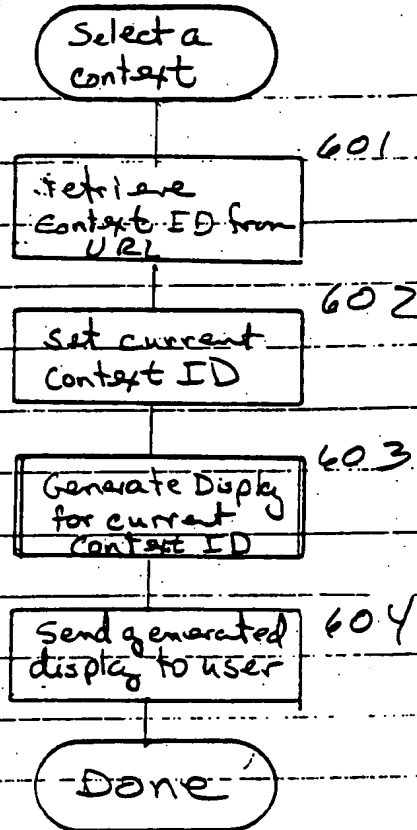 Select a
context
601
retrieve
Context ID from
URL
602
set current
Context ID
603
Generate Display
for current
Context ID
604
Send generated
display to user
Done